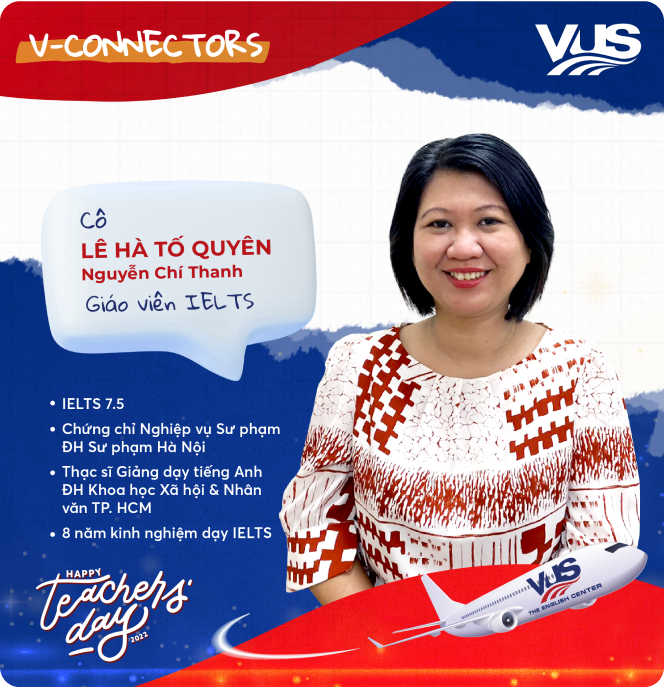 V-CONNECTORS
VUS
Cô
LÊ HÀ TỐ QUYÊN
Nguyễn Chí Thanh
Giáo viên IELTS
• IELTS 7.5
• Chứng chỉ Nghiệp vụ Sư phạm
ĐH Sư phạm Hà Nội
• Thạc sĩ Giảng dạy tiếng Anh
ĐH Khoa học Xã hội & Nhân
văn TP. HCM
• 8 năm kinh nghiệm dạy IELTS
HAPPY
teachers'
day
2022
VUS
THE ENGLISH CENTER